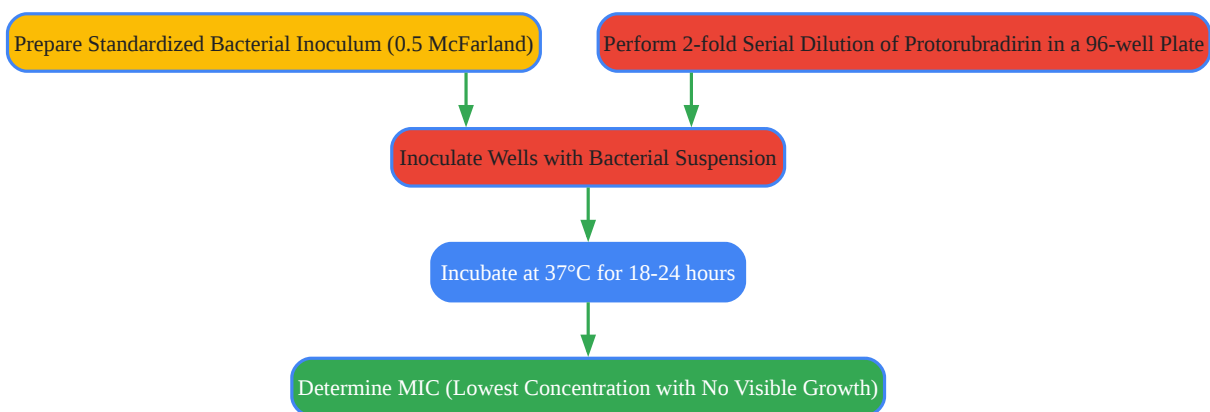 Prepare Standardized Bacterial Inoculum (0.5 McFarland)
Perform 2-fold Serial Dilution of Protorubradirin in a 96-well Plate
Inoculate Wells with Bacterial Suspension
Incubate at 37°C for 18-24 hours
Determine MIC (Lowest Concentration with No Visible Growth)